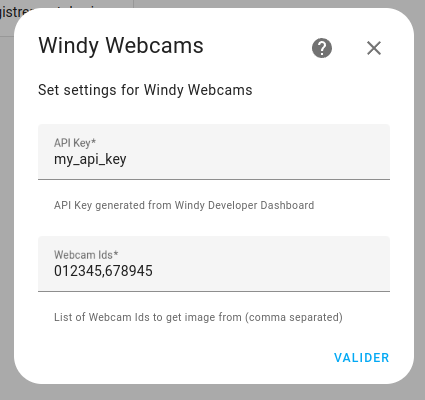 Windy Webcams
Set settings for Windy Webcams
API Key*
my_api_key
API Key generated from Windy Developer Dashboard
Webcam Ids*
012345,678945
List of Webcam Ids to get image from (comma separated)
VALIDER